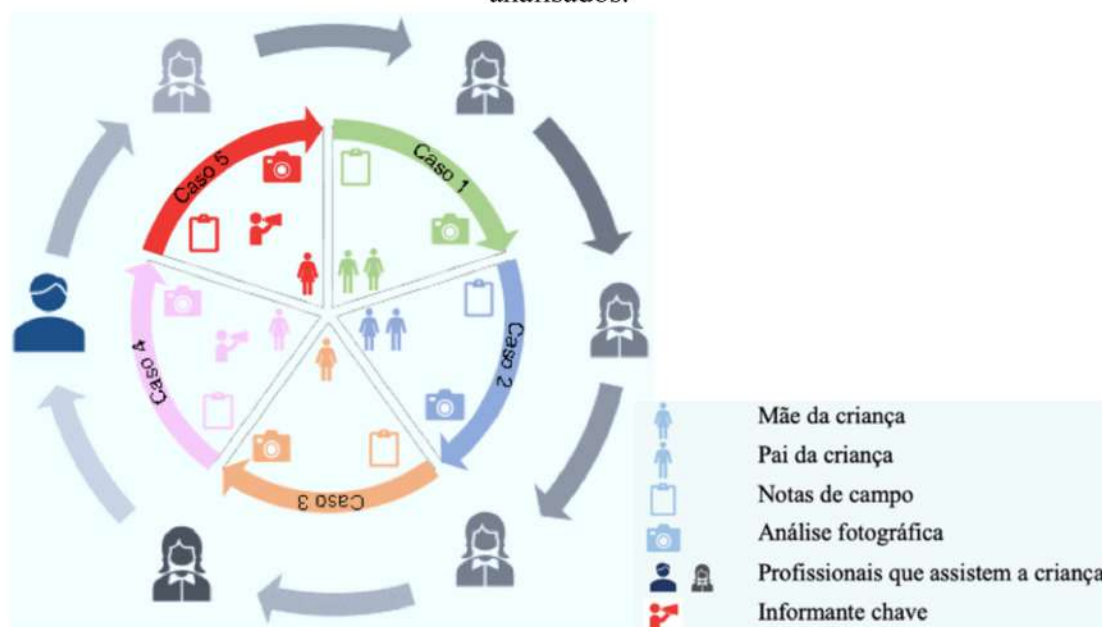 analisados.
Caso 5
Caso 1
Caso 2
Caso 4
Caso 3
Mãe da criança
Pai da criança
Notas de campo
Análise fotográfica
Profissionais que assistem a criança
Informante chave